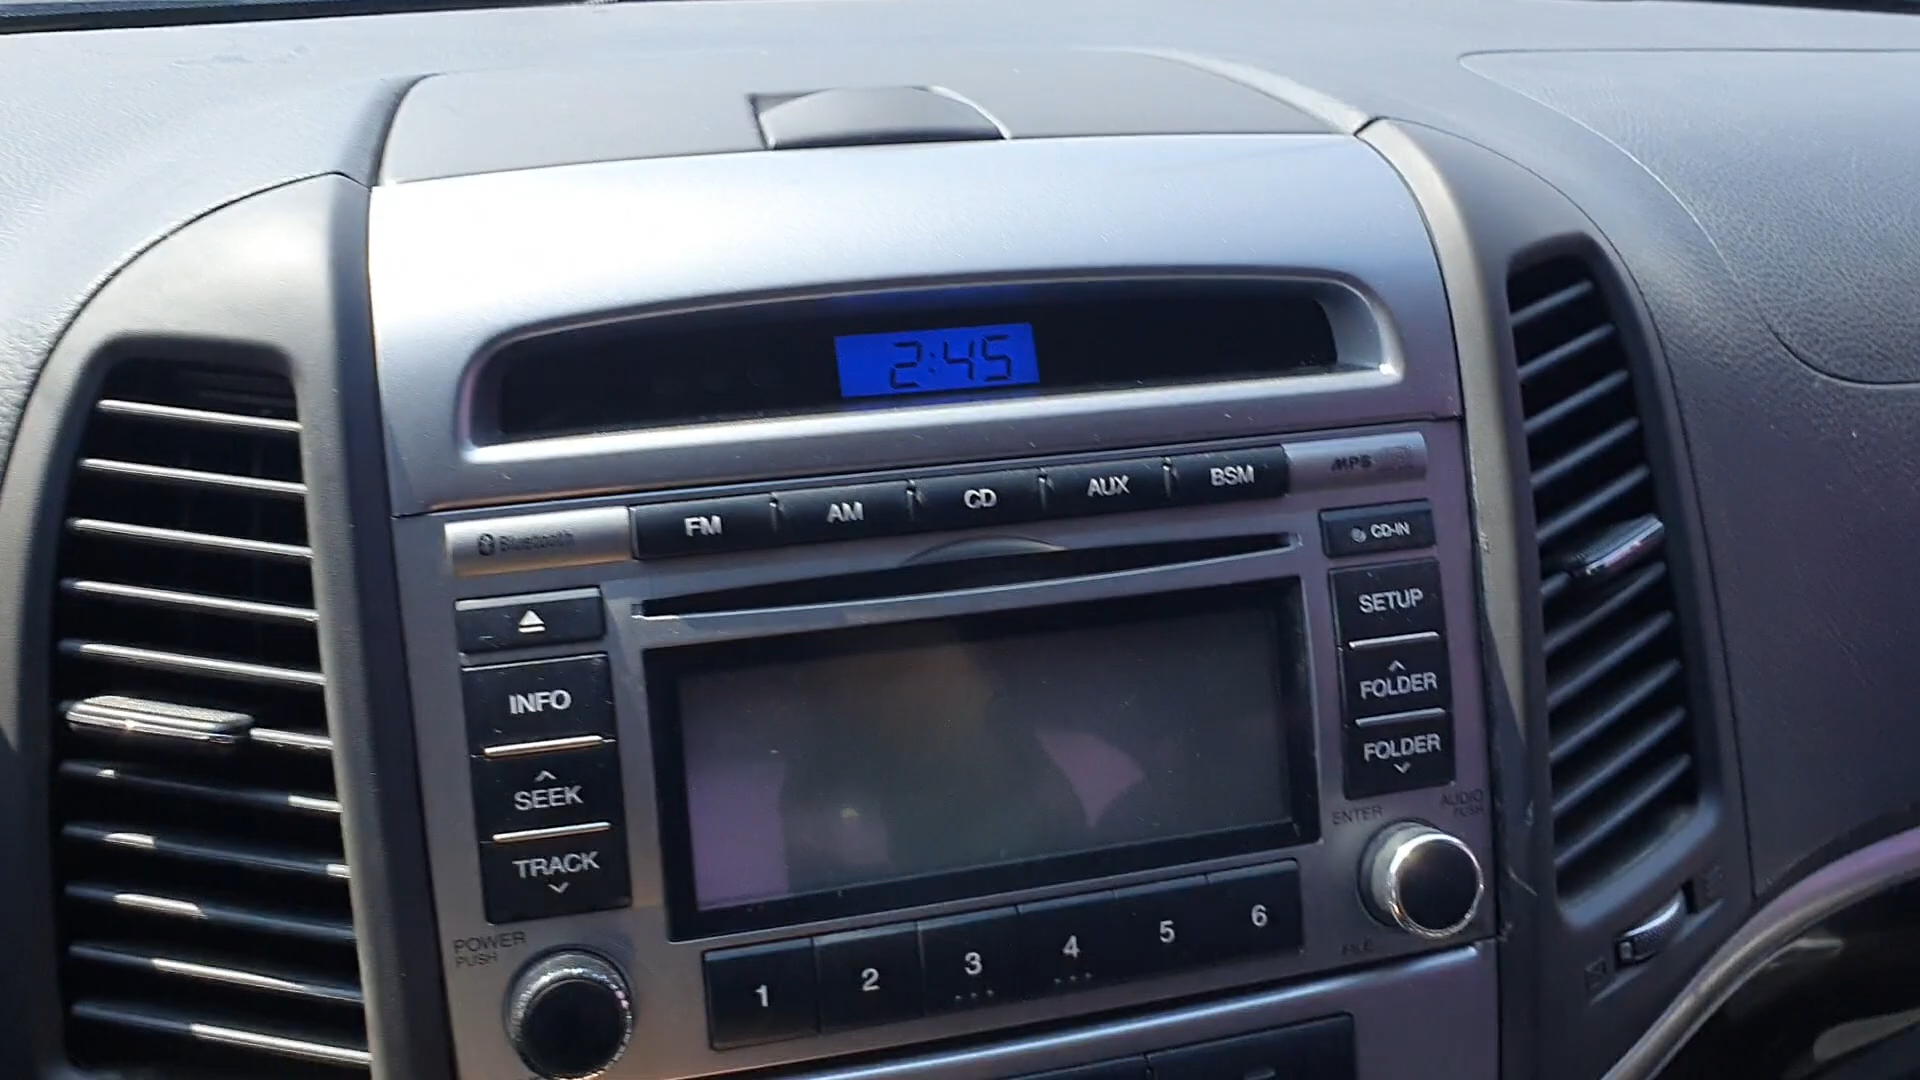 2:45
FM AM CD AUX BSM MP3
Bluetooth
CD-IN
SETUP
INFO
FOLDER
SEEK
FOLDER
TRACK
ENTER
AUDIO
PUSH
POWER
PUSH
1 2 3 4 5 6
FILE